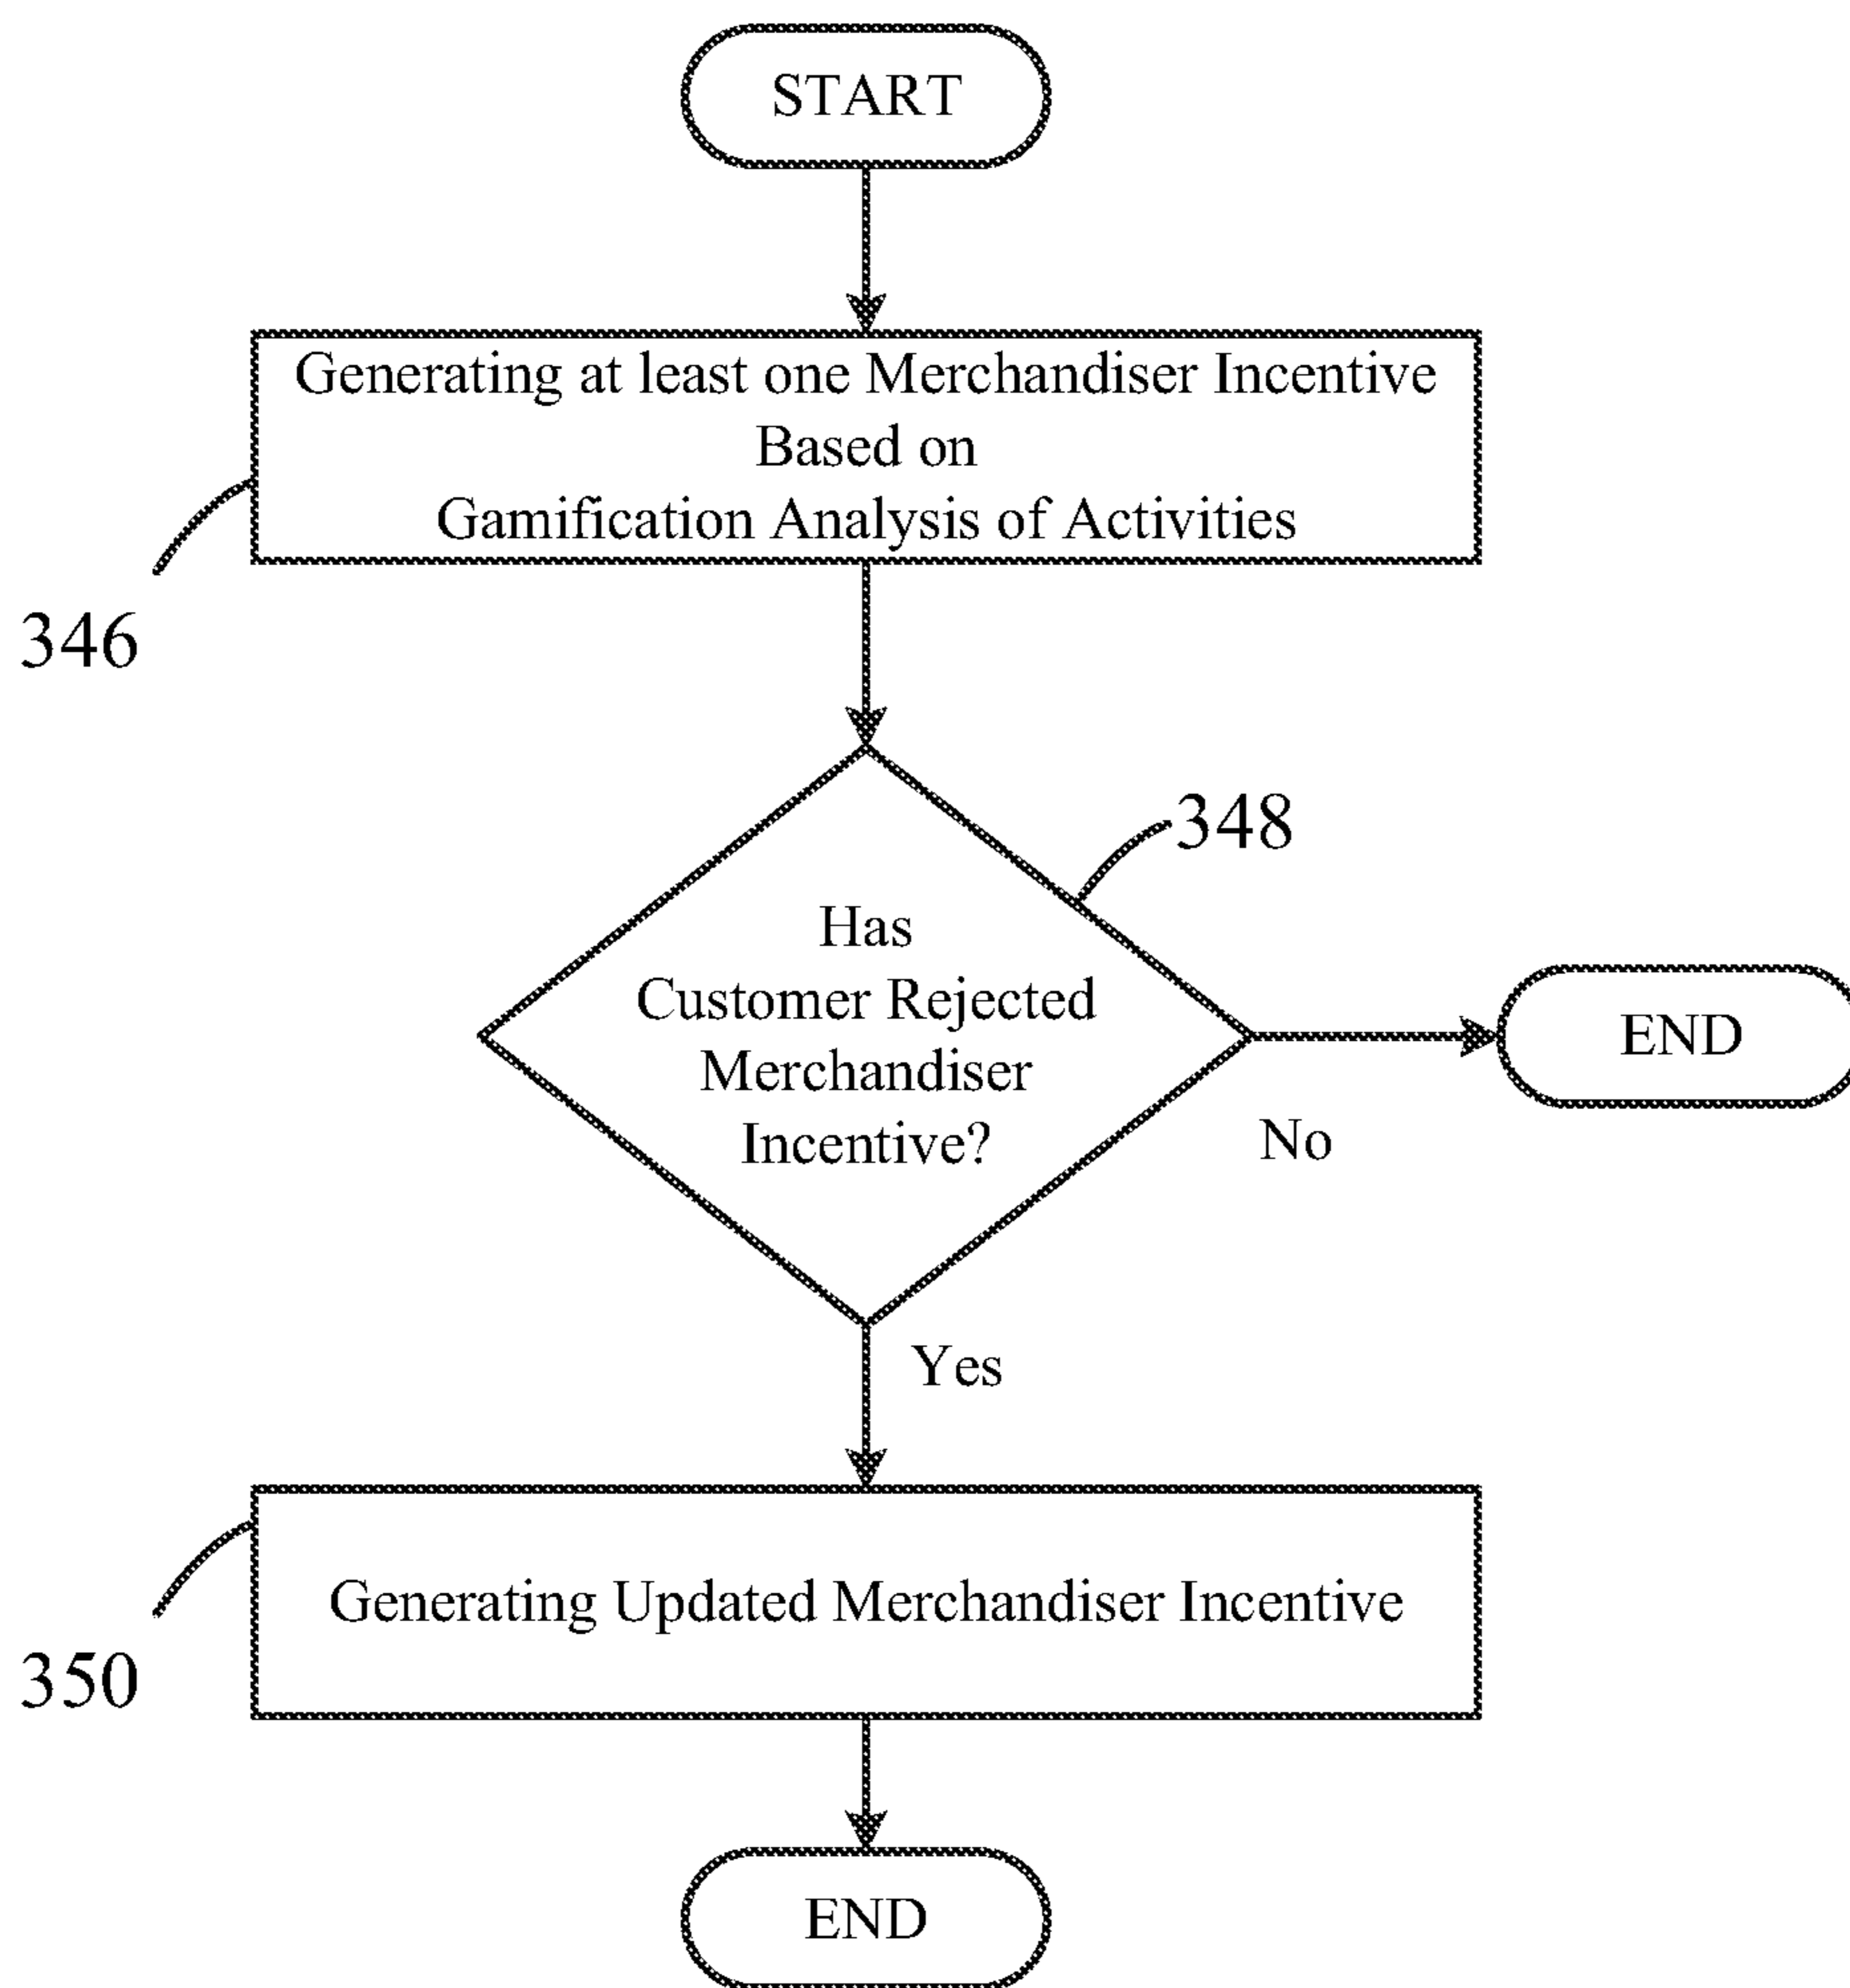 START
Generating at least one Merchandiser Incentive
Based on
Gamification Analysis of Activities
346
348
Has
Customer Rejected
Merchandiser
Incentive?
END
No
Yes
Generating Updated Merchandiser Incentive
350
END